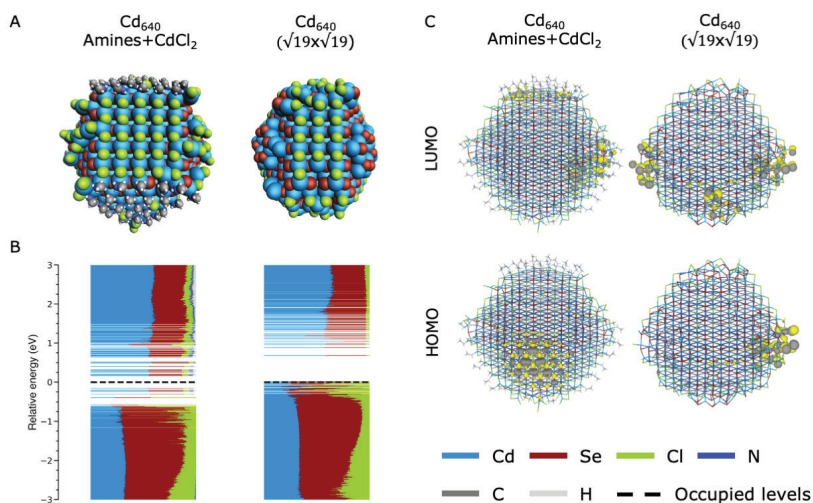 A
Cd₆₄₀
Amines+CdCl₂
Cd₆₄₀
(√19x√19)
B
Relative energy (eV)
3
2
1
0
−1
−2
−3
C
Cd₆₄₀
Amines+CdCl₂
Cd₆₄₀
(√19x√19)
LUMO
HOMO
Cd Se Cl N
C H Occupied levels